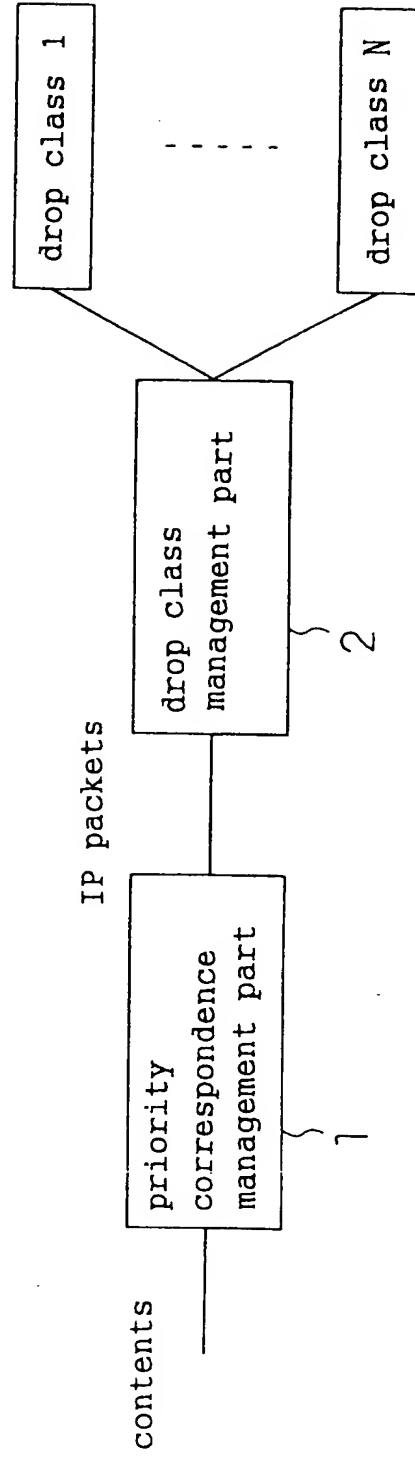 contents
priority
correspondence
management part
1
IP packets
drop class
management part
2
drop class 1
drop class N